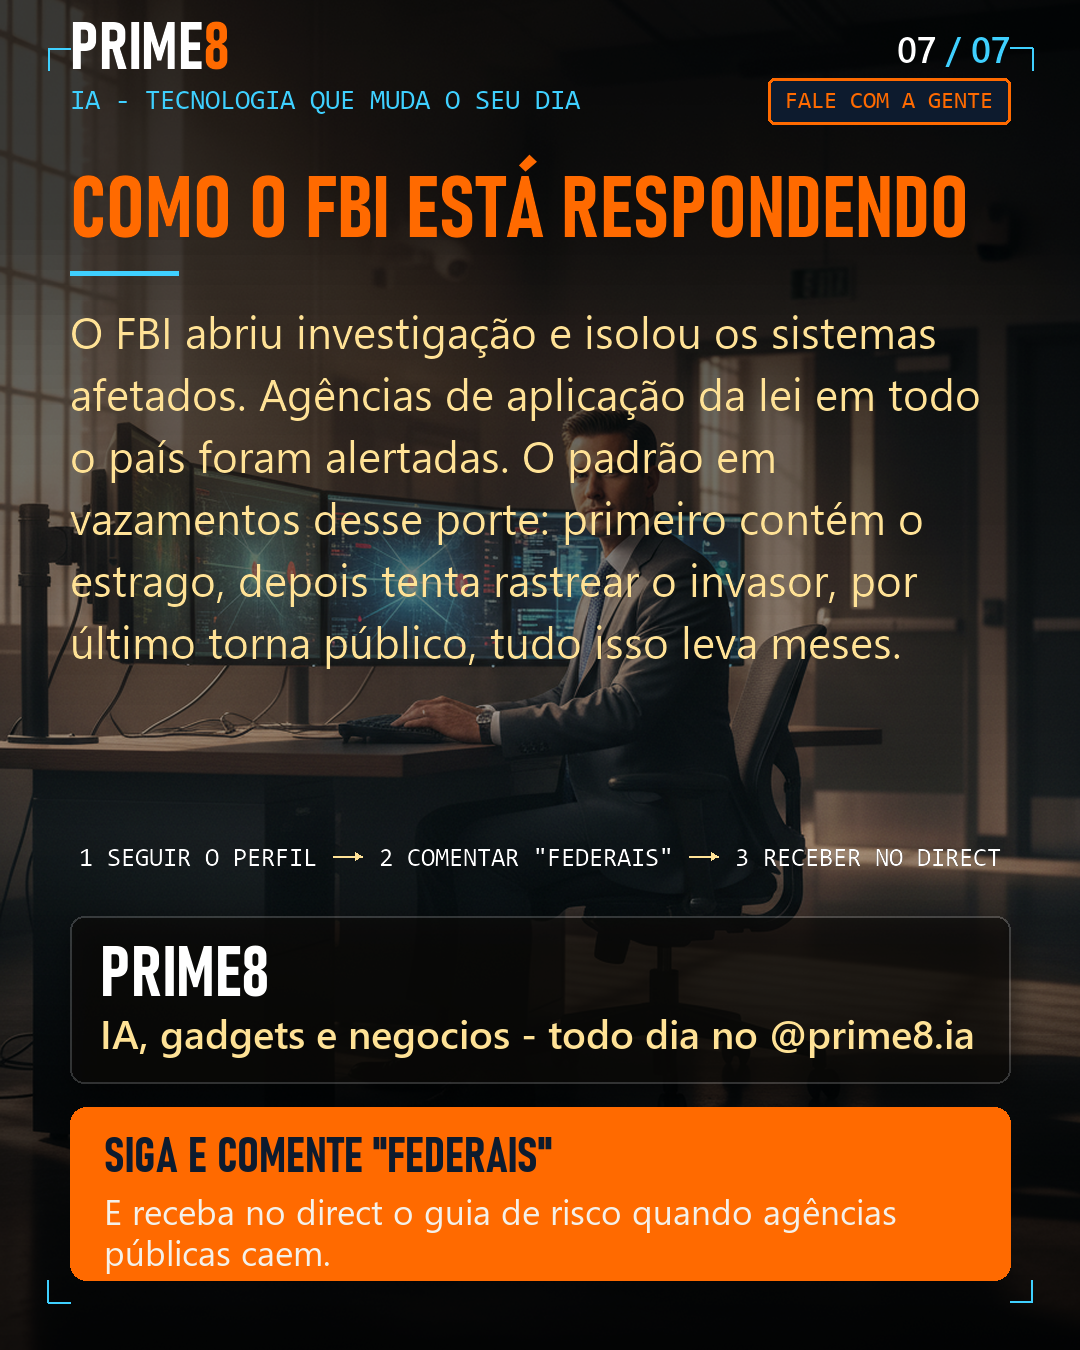 PRIME8
07 / 07
IA - TECNOLOGIA QUE MUDA O SEU DIA
FALE COM A GENTE
COMO O FBI ESTÁ RESPONDENDO
O FBI abriu investigação e isolou os sistemas
afetados. Agências de aplicação da lei em todo
o país foram alertadas. O padrão em
vazamentos desse porte: primeiro contém o
estrago, depois tenta rastrear o invasor, por
último torna público, tudo isso leva meses.
1 SEGUIR O PERFIL → 2 COMENTAR "FEDERAIS" → 3 RECEBER NO DIRECT
PRIME8
IA, gadgets e negocios - todo dia no @prime8.ia
SIGA E COMENTE "FEDERAIS"
E receba no direct o guia de risco quando agências
públicas caem.